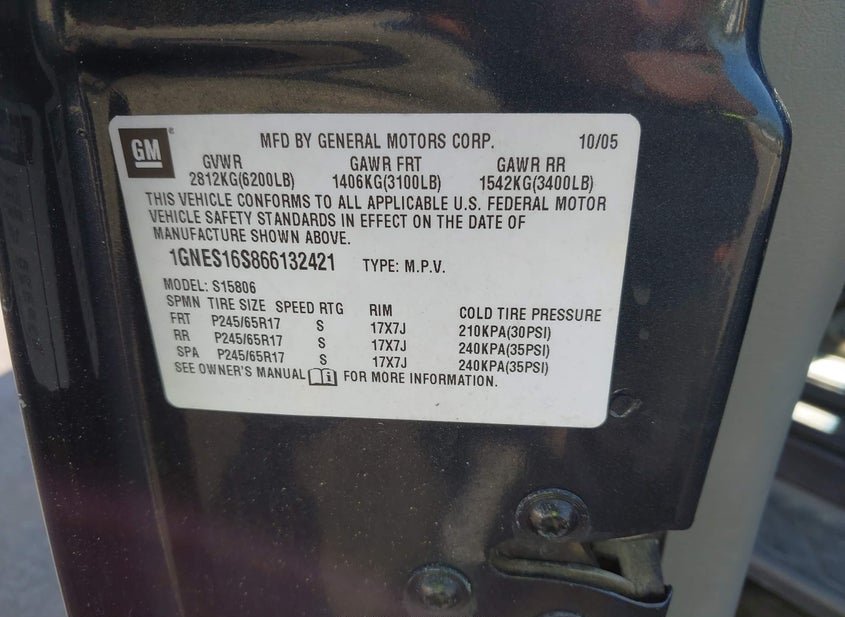 GM ® MFD BY GENERAL MOTORS CORP. 10/05
GVWR GAWR FRT GAWR RR
2812KG(6200LB) 1406KG(3100LB) 1542KG(3400LB)
THIS VEHICLE CONFORMS TO ALL APPLICABLE U.S. FEDERAL MOTOR
VEHICLE SAFETY STANDARDS IN EFFECT ON THE DATE OF
MANUFACTURE SHOWN ABOVE.
1GNES16S866132421 TYPE: M.P.V.
MODEL: S15806
SPMN TIRE SIZE SPEED RTG RIM COLD TIRE PRESSURE
FRT P245/65R17 S 17X7J 210KPA(30PSI)
RR P245/65R17 S 17X7J 240KPA(35PSI)
SPA P245/65R17 S 17X7J 240KPA(35PSI)
SEE OWNER'S MANUAL FOR MORE INFORMATION.